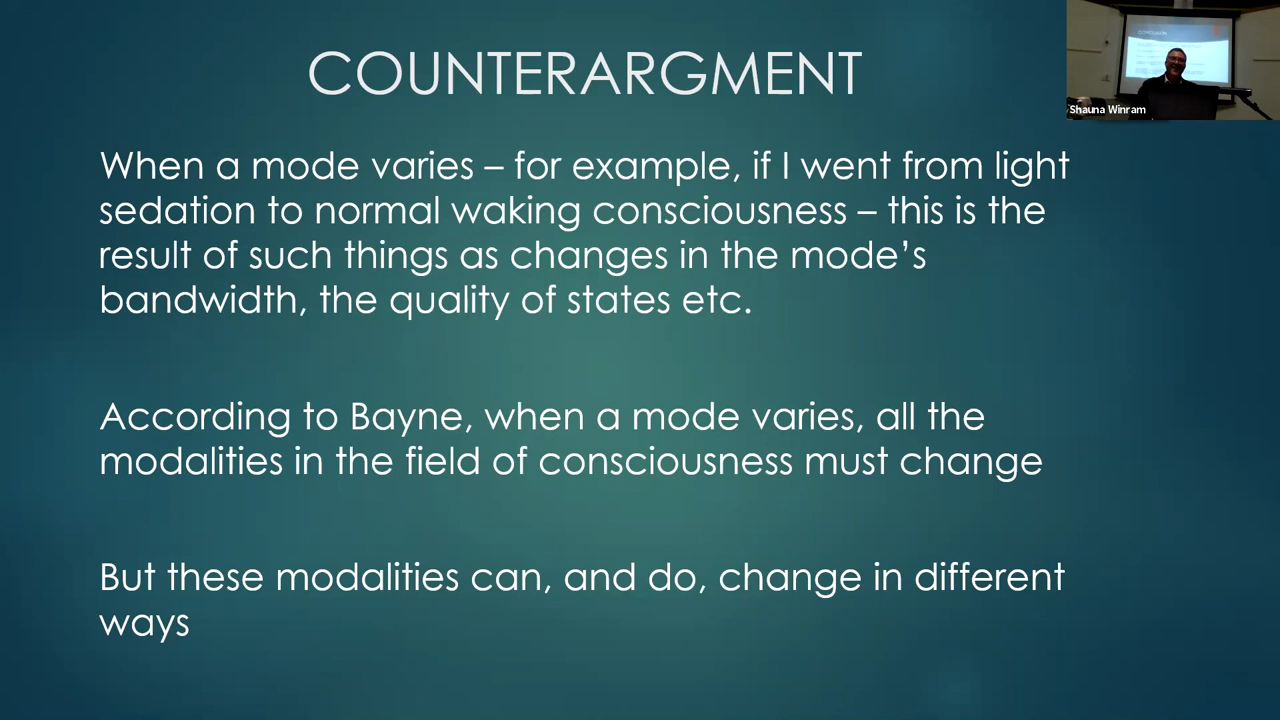 COUNTERARGMENT
When a mode varies – for example, if I went from light
sedation to normal waking consciousness – this is the
result of such things as changes in the mode’s
bandwidth, the quality of states etc.
According to Bayne, when a mode varies, all the
modalities in the field of consciousness must change
But these modalities can, and do, change in different
ways
Shauna Winram